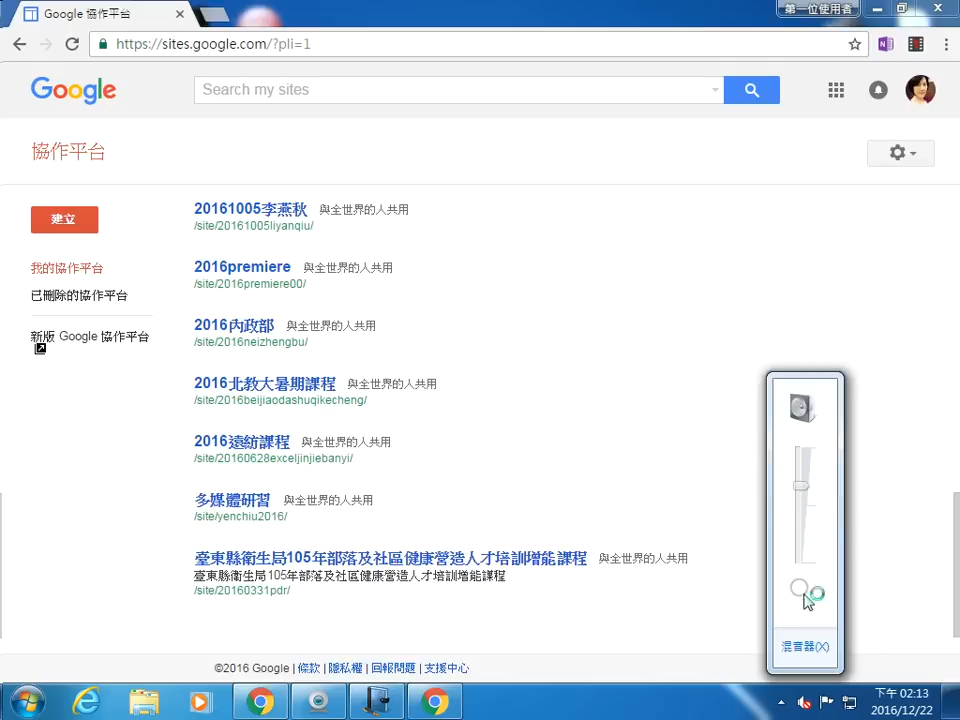 Google 協作平台
第一位使用者
https://sites.google.com/?pli=1
Google
Search my sites
協作平台
建立
我的協作平台
已刪除的協作平台
新版 Google 協作平台
20161005李燕秋 與全世界的人共用
/site/20161005liyanqiu/
2016premiere 與全世界的人共用
/site/2016premiere00/
2016內政部 與全世界的人共用
/site/2016neizhengbu/
2016北教大暑期課程 與全世界的人共用
/site/2016beijiaodashuqikecheng/
2016遠紡課程 與全世界的人共用
/site/20160628exceljinjiebanyi/
多媒體研習 與全世界的人共用
/site/yenchiu2016/
臺東縣衛生局105年部落及社區健康營造人才培訓增能課程 與全世界的人共用
臺東縣衛生局105年部落及社區健康營造人才培訓增能課程
/site/20160331pdr/
混音器(X)
©2016 Google | 條款 | 隱私權 | 回報問題 | 支援中心
下午 02:13
2016/12/22